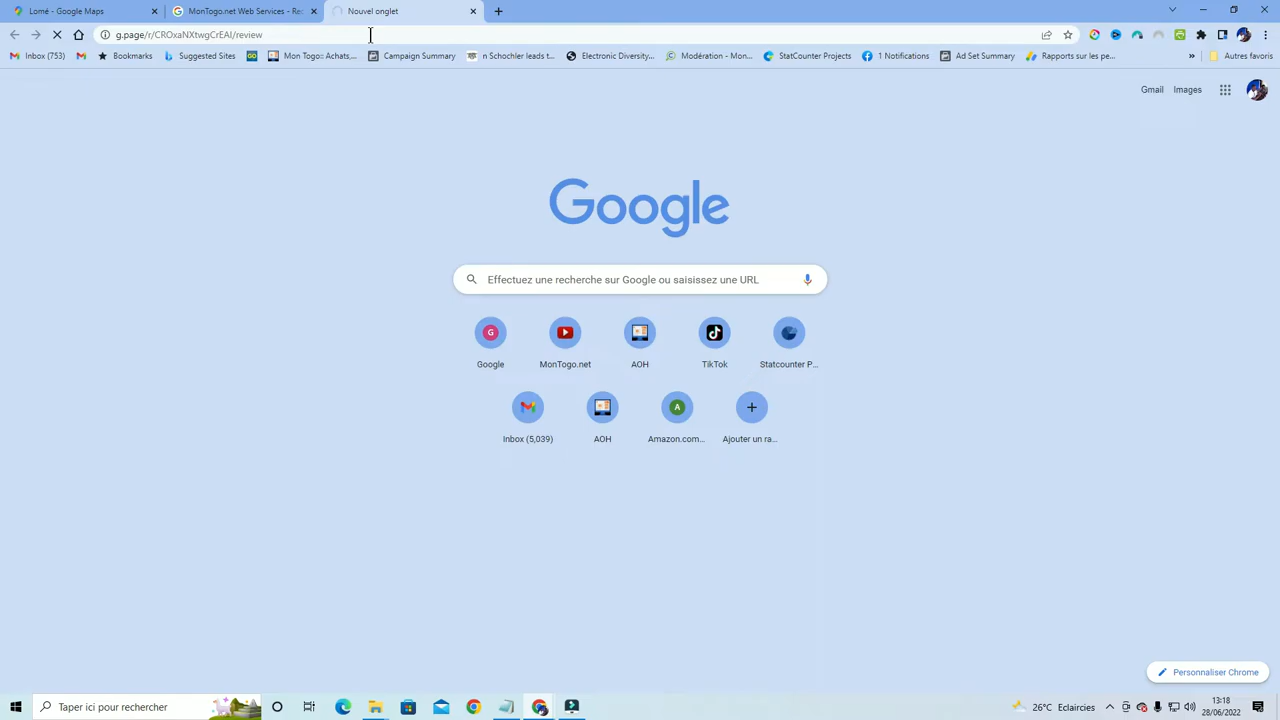 Lomé - Google Maps
MonTogo.net Web Services - Rec
Nouvel onglet
g.page/r/CROxaNXtwgCrEAI/review
Inbox (753)
Bookmarks
Suggested Sites
Mon Togo:: Achats,...
Campaign Summary
n Schochler leads t...
Electronic Diversity...
Modération - Mon...
StatCounter Projects
1 Notifications
Ad Set Summary
Rapports sur les pe...
»
Autres favoris
Gmail
Images
Google
Effectuez une recherche sur Google ou saisissez une URL
G
Google
MonTogo.net
AOH
TikTok
Statcounter P...
A
Inbox (5,039)
AOH
Amazon.com...
Ajouter un ra...
Personnaliser Chrome
Taper ici pour rechercher
26°C Eclaircies
13:18
28/06/2022